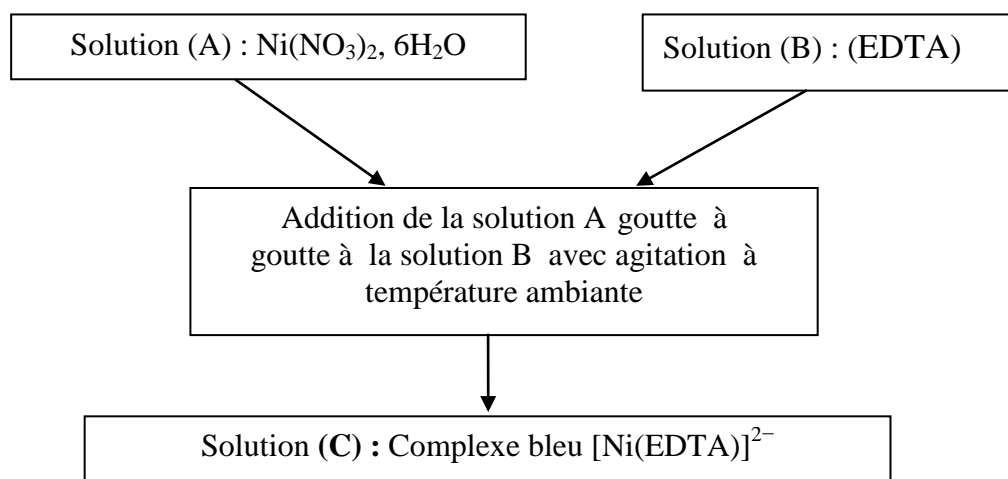 Solution (A) : Ni(NO₃)₂, 6H₂O
Solution (B) : (EDTA)
Addition de la solution A goutte à
goutte à la solution B avec agitation à
température ambiante
Solution (C) : Complexe bleu [Ni(EDTA)]²⁻